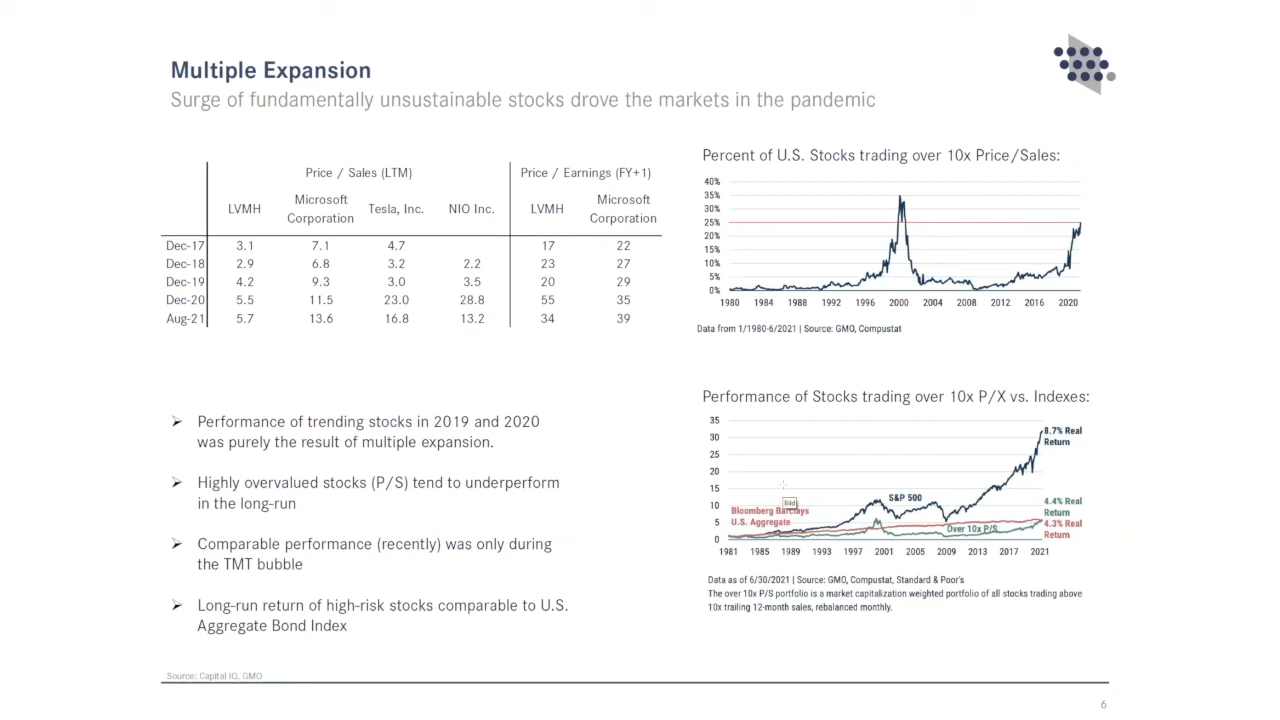 Multiple Expansion
Surge of fundamentally unsustainable stocks drove the markets in the pandemic
Price / Sales (LTM) Price / Earnings (FY+1)
LVMH Microsoft Corporation Tesla, Inc. NIO Inc. LVMH Microsoft Corporation
Dec-17 3.1 7.1 4.7 17 22
Dec-18 2.9 6.8 3.2 2.2 23 27
Dec-19 4.2 9.3 3.0 3.5 20 29
Dec-20 5.5 11.5 23.0 28.8 55 35
Aug-21 5.7 13.6 16.8 13.2 34 39
➢ Performance of trending stocks in 2019 and 2020
was purely the result of multiple expansion.
➢ Highly overvalued stocks (P/S) tend to underperform
in the long-run
➢ Comparable performance (recently) was only during
the TMT bubble
➢ Long-run return of high-risk stocks comparable to U.S.
Aggregate Bond Index
Percent of U.S. Stocks trading over 10x Price/Sales:
40%
35%
30%
25%
20%
15%
10%
5%
0%
1980 1984 1988 1992 1996 2000 2004 2008 2012 2016 2020
Data from 1/1980-6/2021 | Source: GMO, Compustat
Performance of Stocks trading over 10x P/X vs. Indexes:
35
30
25
20
15
10
5
0
8.7% Real
Return
S&P 500
Bild
Bloomberg Barclays
U.S. Aggregate
Over 10x P/S
4.4% Real
Return
4.3% Real
Return
1981 1985 1989 1993 1997 2001 2005 2009 2013 2017 2021
Data as of 6/30/2021 | Source: GMO, Compustat, Standard & Poor's
The over 10x P/S portfolio is a market capitalization weighted portfolio of all stocks trading above
10x trailing 12-month sales, rebalanced monthly.
Source: Capital IQ, GMO
6